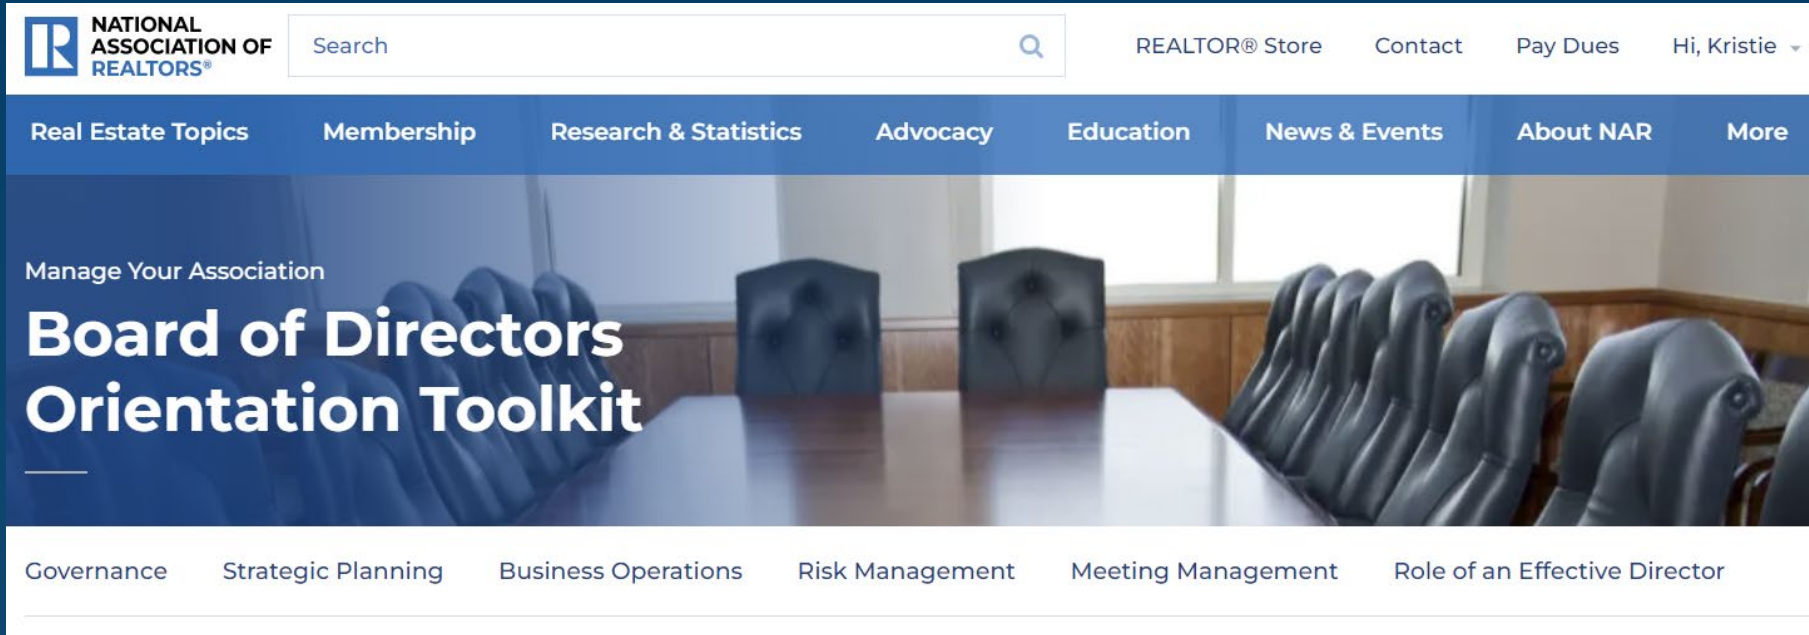 NATIONAL
ASSOCIATION OF
REALTORS®
Search
REALTOR® Store
Contact
Pay Dues
Hi, Kristie
Real Estate Topics
Membership
Research & Statistics
Advocacy
Education
News & Events
About NAR
More
Manage Your Association
Board of Directors
Orientation Toolkit
Governance
Strategic Planning
Business Operations
Risk Management
Meeting Management
Role of an Effective Director